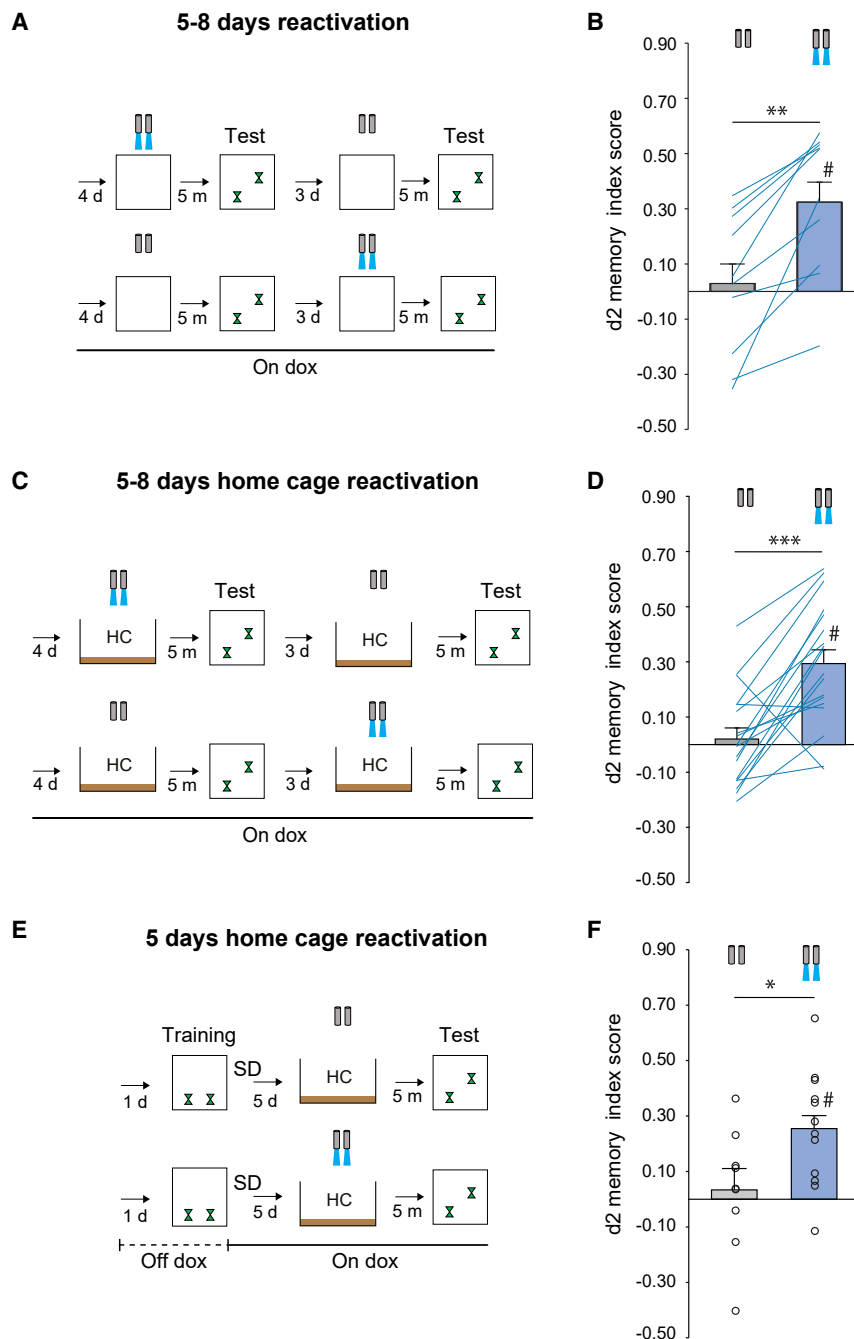 A
5-8 days reactivation
Test
Test
4 d
5 m
3 d
5 m
4 d
5 m
3 d
5 m
On dox
B
d2 memory index score
0.90
0.70
0.50
0.30
0.10
-0.10
-0.30
-0.50
**
#
C
5-8 days home cage reactivation
Test
Test
HC
HC
4 d
5 m
3 d
5 m
HC
HC
4 d
5 m
3 d
5 m
On dox
D
d2 memory index score
0.90
0.70
0.50
0.30
0.10
-0.10
-0.30
-0.50
***
#
E
5 days home cage reactivation
Training
Test
SD
HC
1 d
5 d
5 m
SD
HC
1 d
5 d
5 m
Off dox
On dox
F
d2 memory index score
0.90
0.70
0.50
0.30
0.10
-0.10
-0.30
-0.50
*
#